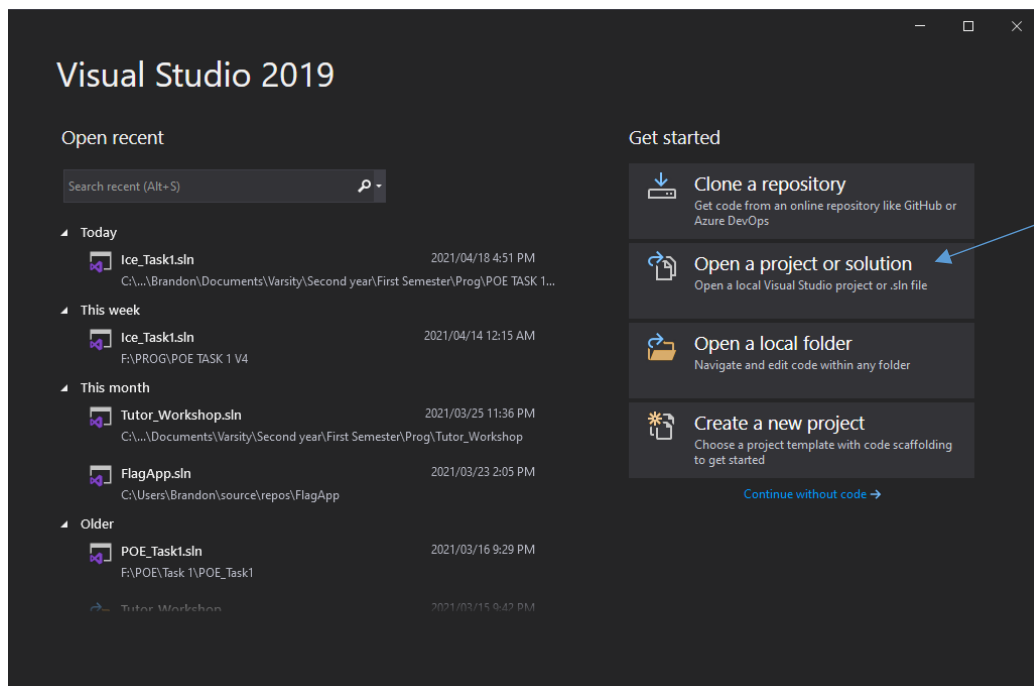 Visual Studio 2019
Open recent
Search recent (Alt+S)
Today
Ice_Task1.sln 2021/04/18 4:51 PM
C:\...\Brandon\Documents\Varsity\Second year\First Semester\Prog\POE TASK 1...
This week
Ice_Task1.sln 2021/04/14 12:15 AM
F:\PROG\POE TASK 1 V4
This month
Tutor_Workshop.sln 2021/03/25 11:36 PM
C:\...\Documents\Varsity\Second year\First Semester\Prog\Tutor_Workshop
FlagApp.sln 2021/03/23 2:05 PM
C:\Users\Brandon\source\repos\FlagApp
Older
POE_Task1.sln 2021/03/16 9:29 PM
F:\POE\Task 1\POE_Task1
Tutor_Workshop 2021/03/15 9:42 PM
Get started
Clone a repository
Get code from an online repository like GitHub or
Azure DevOps
Open a project or solution
Open a local Visual Studio project or .sln file
Open a local folder
Navigate and edit code within any folder
Create a new project
Choose a project template with code scaffolding
to get started
Continue without code →